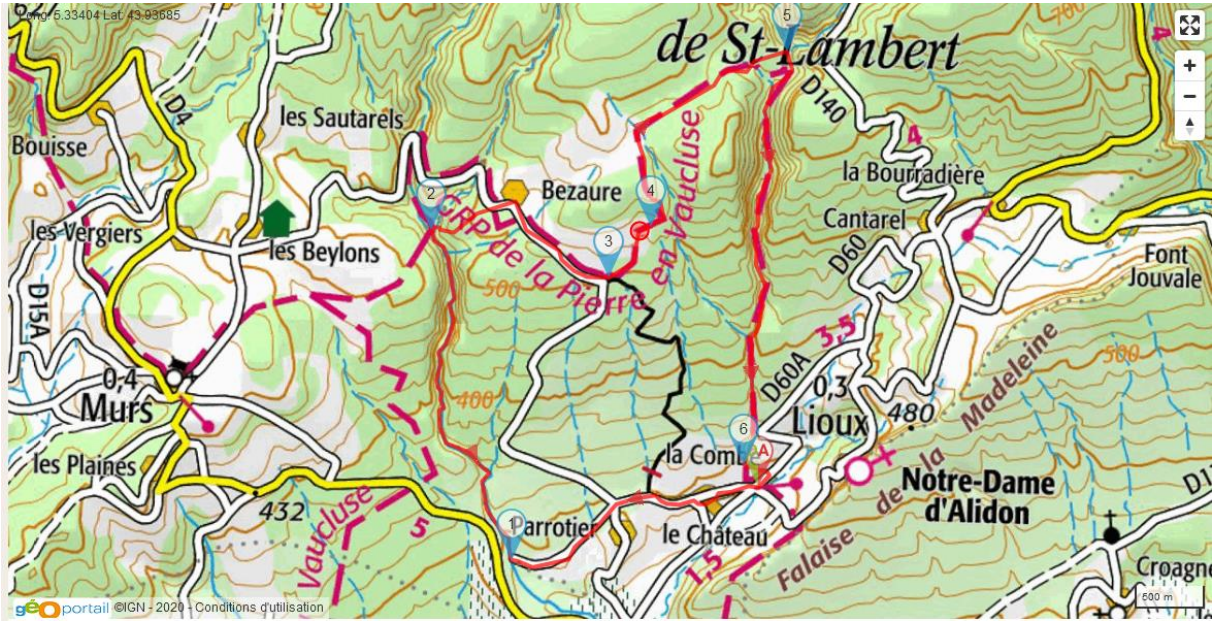 Long: 5.33404 Lat: 43.93685
5
700
de St-Lambert
4
D140
D4
les Sautarels
Bouisse
GRP de la Pierre en Vaucluse
4
la Bourradière
2
Bezaure
4
Cantarel
les Vergiers
les Beylons
3
D60
Font
Jouvale
D15A
500
3,5
500
0,4
Murs
400
D60A
0,3
Lioux
480
6
A
les Plaines
la Combe
Notre-Dame
d'Alidon
432
Vaucluse
5
1
Parrotier
le Château
1,5
Falaise de la Madeleine
Croagne
géoportail ©IGN - 2020 - Conditions d'utilisation
500 m